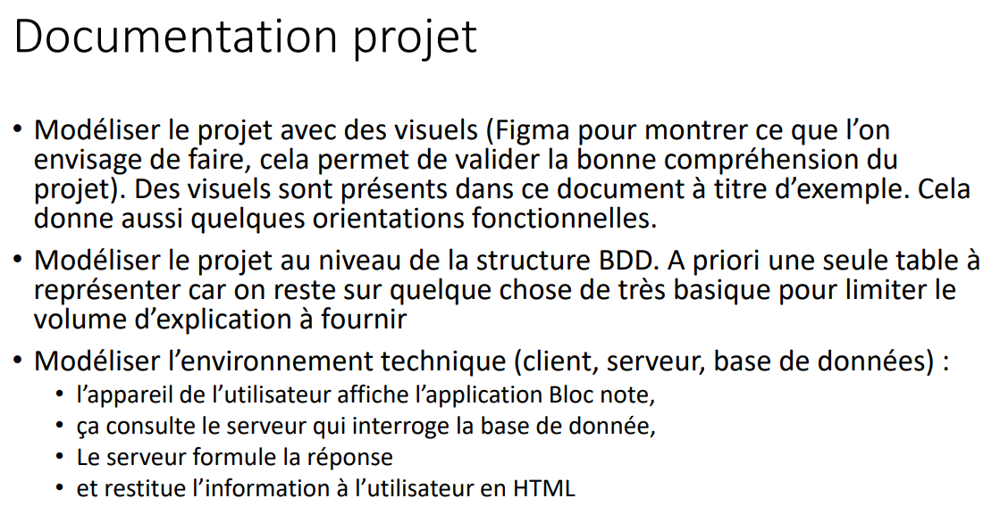 Documentation projet
• Modéliser le projet avec des visuels (Figma pour montrer ce que l’on
envisage de faire, cela permet de valider la bonne compréhension du
projet). Des visuels sont présents dans ce document à titre d’exemple. Cela
donne aussi quelques orientations fonctionnelles.
• Modéliser le projet au niveau de la structure BDD. A priori une seule table à
représenter car on reste sur quelque chose de très basique pour limiter le
volume d’explication à fournir
• Modéliser l’environnement technique (client, serveur, base de données) :
• l’appareil de l’utilisateur affiche l’application Bloc note,
• ça consulte le serveur qui interroge la base de donnée,
• Le serveur formule la réponse
• et restitue l’information à l’utilisateur en HTML